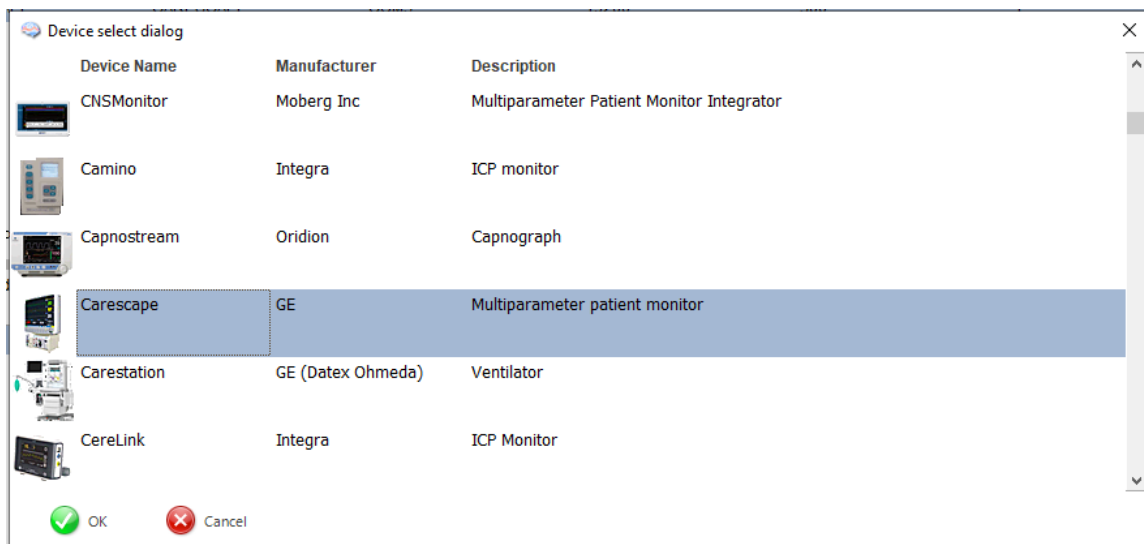 Device select dialog
Device Name Manufacturer Description
CNSMonitor Moberg Inc Multiparameter Patient Monitor Integrator
Camino Integra ICP monitor
Capnostream Oridion Capnograph
Carescape GE Multiparameter patient monitor
Carestation GE (Datex Ohmeda) Ventilator
CereLink Integra ICP Monitor
OK Cancel